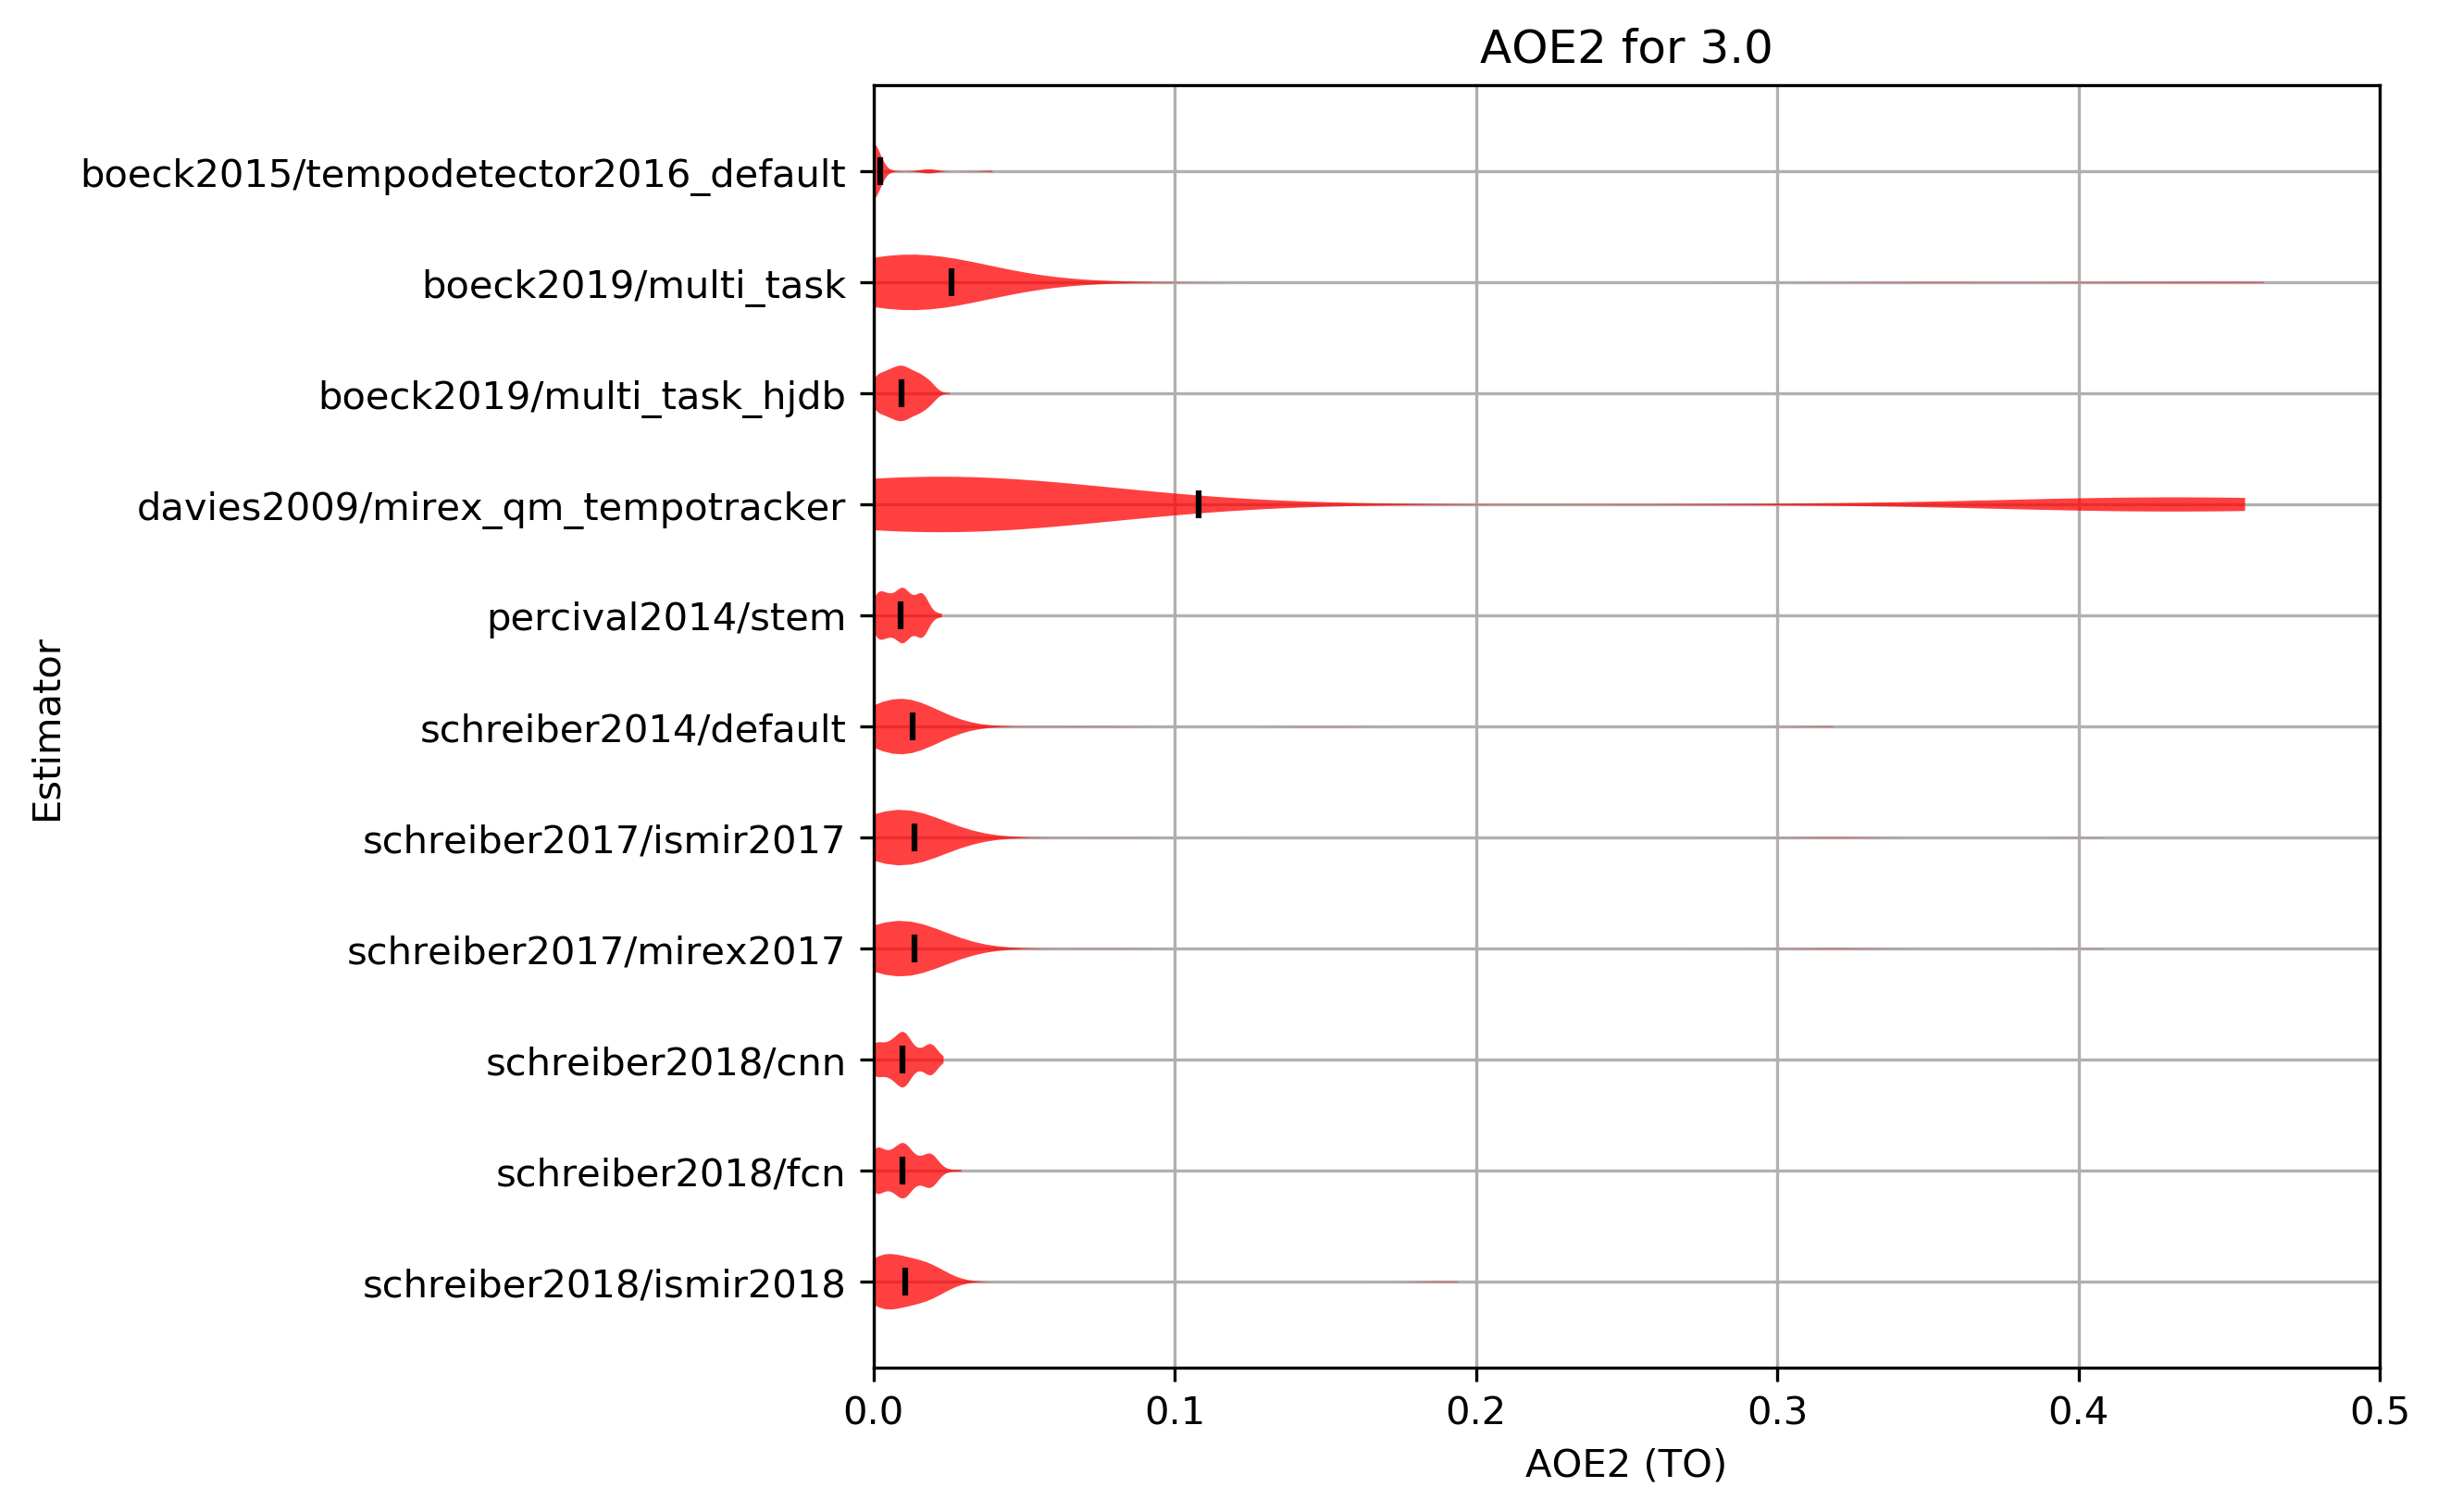 AOE2 for 3.0
Estimator
boeck2015/tempodetector2016_default
boeck2019/multi_task
boeck2019/multi_task_hjdb
davies2009/mirex_qm_tempotracker
percival2014/stem
schreiber2014/default
schreiber2017/ismir2017
schreiber2017/mirex2017
schreiber2018/cnn
schreiber2018/fcn
schreiber2018/ismir2018
0.0 0.1 0.2 0.3 0.4 0.5
AOE2 (TO)